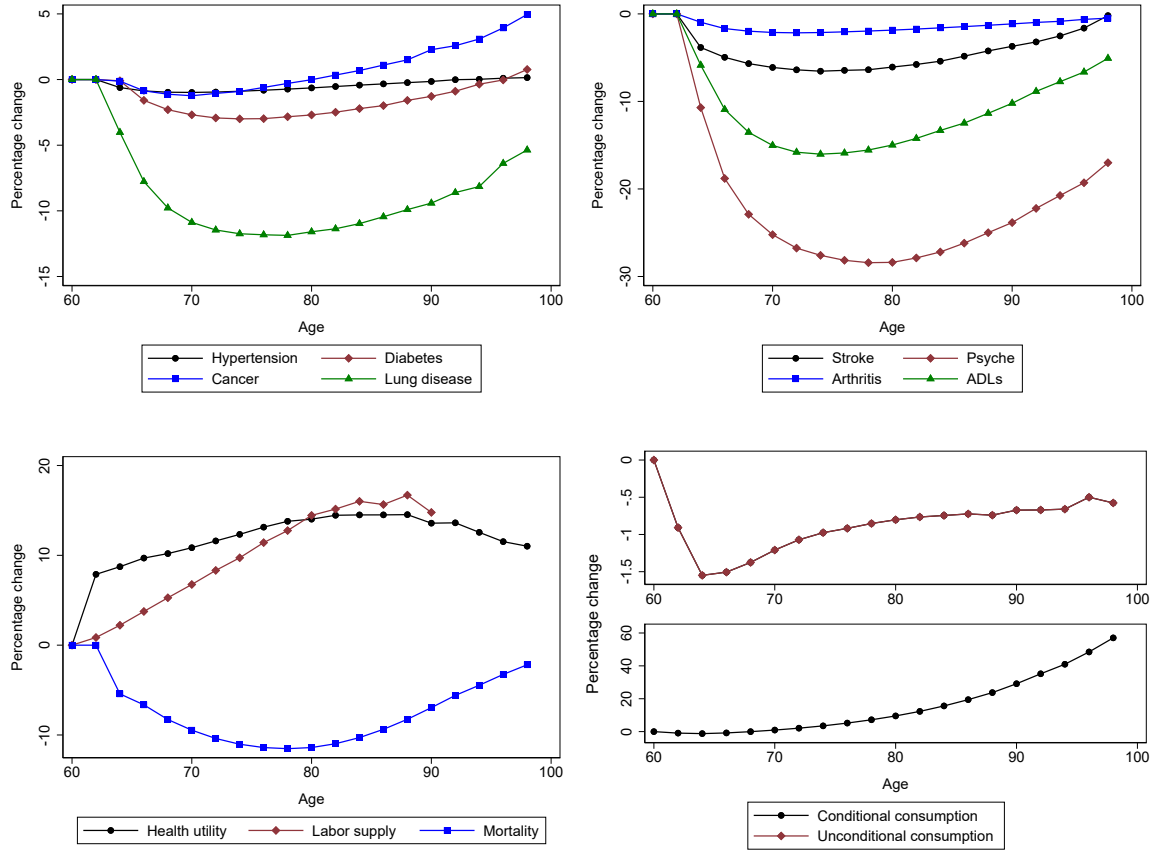 5
0
-5
-10
-15
Percentage change
60 70 80 90 100
Age
Hypertension Diabetes
Cancer Lung disease
0
-10
-20
-30
Percentage change
60 70 80 90 100
Age
Stroke Psyche
Arthritis ADLs
20
10
0
-10
Percentage change
60 70 80 90 100
Age
Health utility Labor supply Mortality
0
-.5
-1
-1.5
60 70 80 90 100
Percentage change
60
40
20
0
60 70 80 90 100
Age
Conditional consumption
Unconditional consumption